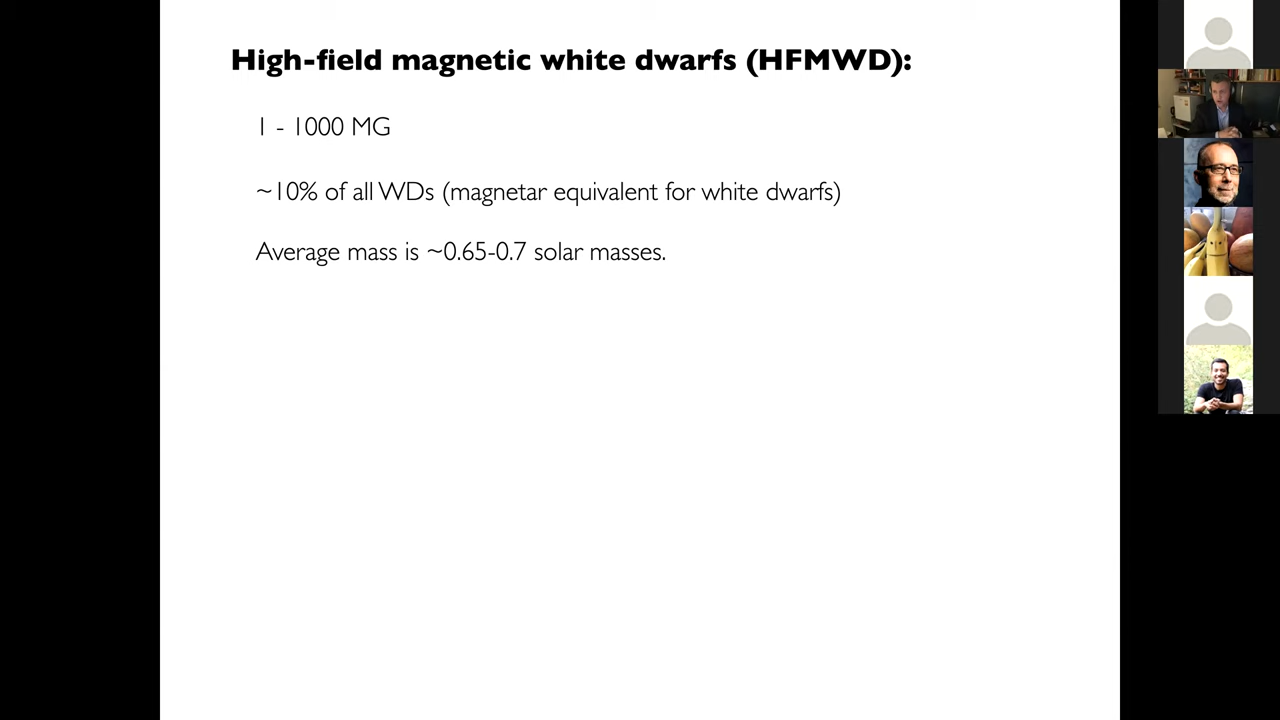 High-field magnetic white dwarfs (HFMWD):
1 - 1000 MG
~10% of all WDs (magnetar equivalent for white dwarfs)
Average mass is ~0.65-0.7 solar masses.